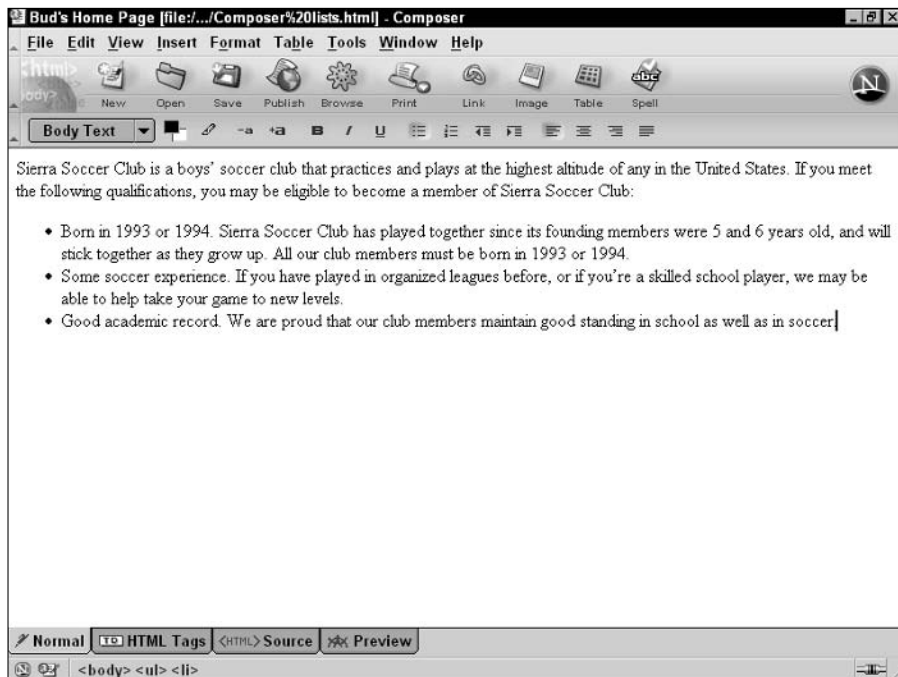 Bud's Home Page [file:/.../Composer%20lists.html] - Composer
File Edit View Insert Format Table Tools Window Help
<html>
New Open Save Publish Browse Print Link Image Table Spell
body>
N
Body Text -a +a B I U
Sierra Soccer Club is a boys' soccer club that practices and plays at the highest altitude of any in the United States. If you meet
the following qualifications, you may be eligible to become a member of Sierra Soccer Club:
• Born in 1993 or 1994. Sierra Soccer Club has played together since its founding members were 5 and 6 years old, and will
stick together as they grow up. All our club members must be born in 1993 or 1994.
• Some soccer experience. If you have played in organized leagues before, or if you're a skilled school player, we may be
able to help take your game to new levels.
• Good academic record. We are proud that our club members maintain good standing in school as well as in soccer.
Normal TD HTML Tags <HTML> Source Preview
<body> <ul> <li>